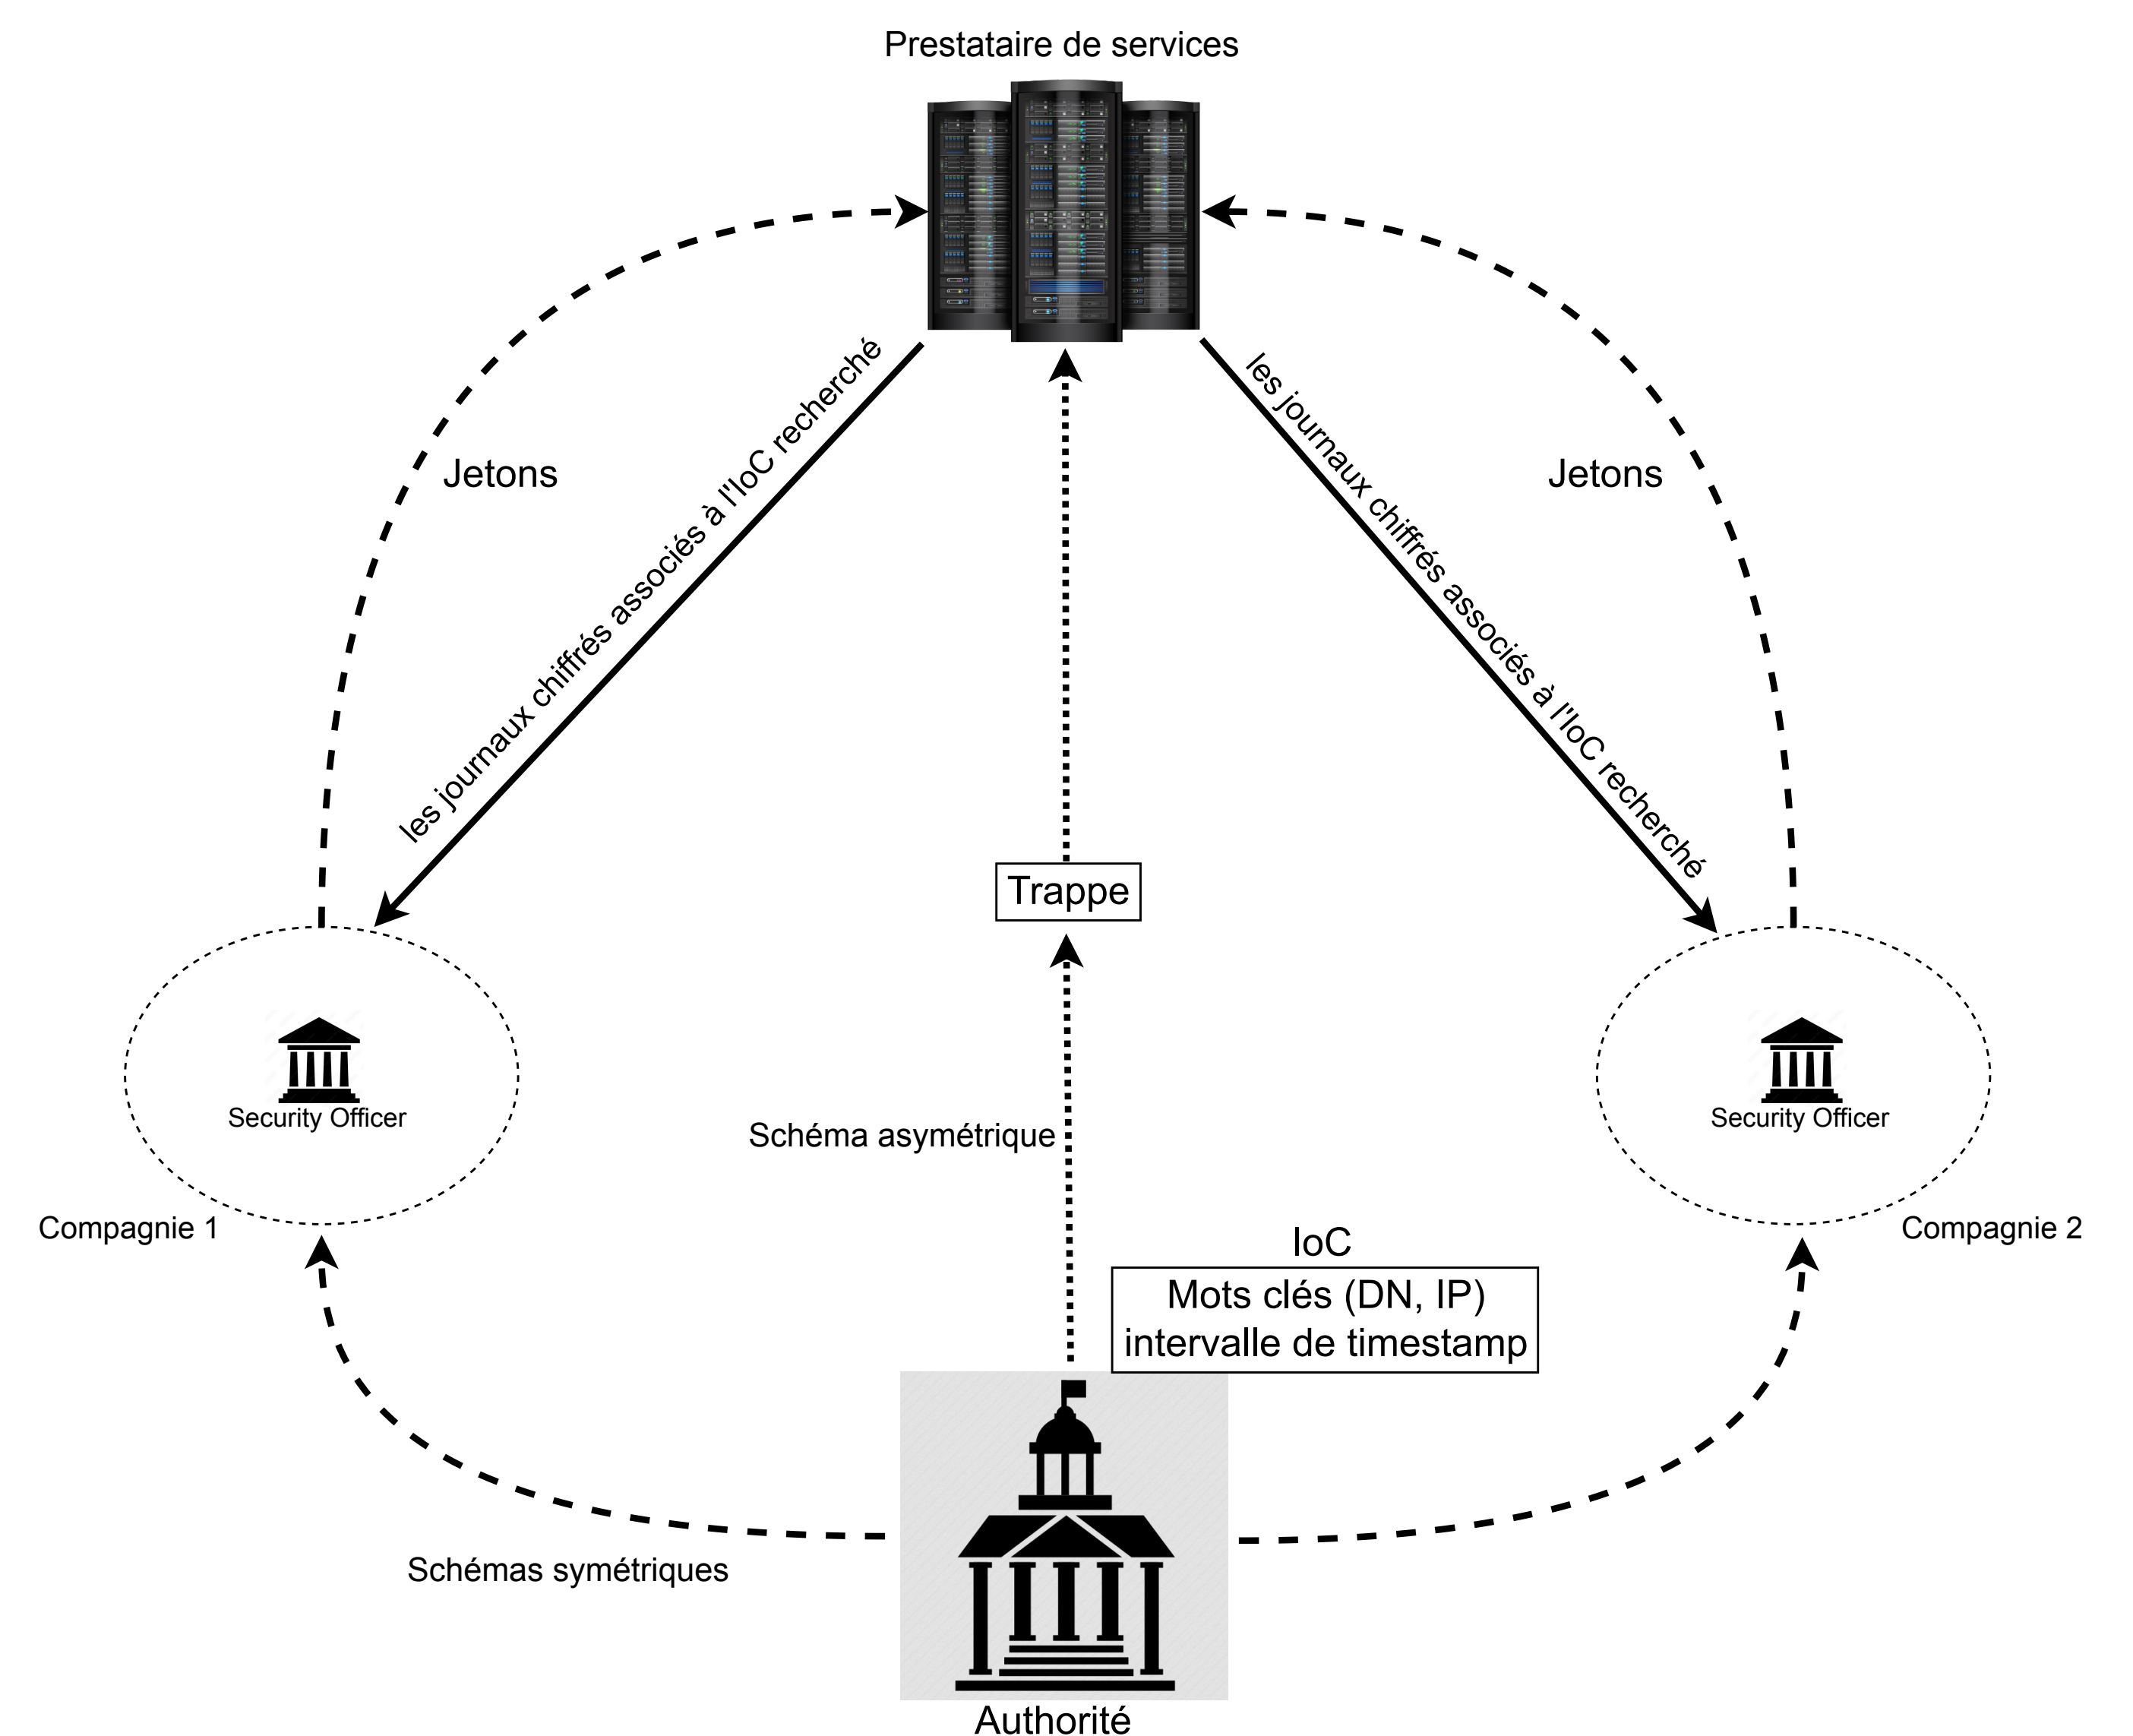 Prestataire de services
Jetons
les journaux chiffrés associés à l'IoC recherché
les journaux chiffrés associés à l'IoC recherché
Jetons
Trappe
Security Officer
Compagnie 1
Schéma asymétrique
Security Officer
Compagnie 2
IoC
Mots clés (DN, IP)
intervalle de timestamp
Schémas symétriques
Authorité